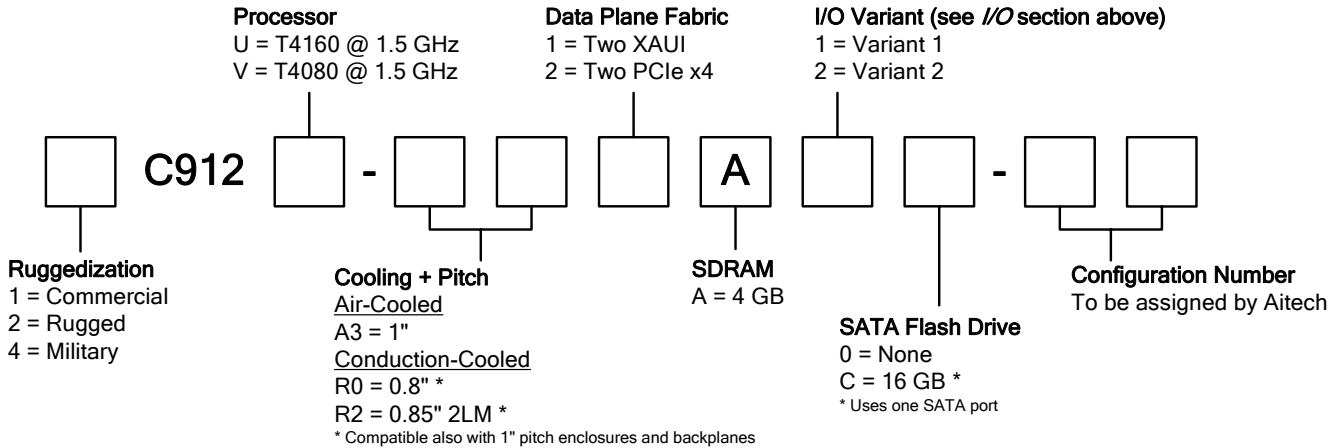 Processor
U = T4160 @ 1.5 GHz
V = T4080 @ 1.5 GHz
Data Plane Fabric
1 = Two XAUI
2 = Two PCIe x4
I/O Variant (see I/O section above)
1 = Variant 1
2 = Variant 2
C912 - A -
Ruggedization
1 = Commercial
2 = Rugged
4 = Military
Cooling + Pitch
Air-Cooled
A3 = 1"
Conduction-Cooled
R0 = 0.8" *
R2 = 0.85" 2LM *
* Compatible also with 1" pitch enclosures and backplanes
SDRAM
A = 4 GB
SATA Flash Drive
0 = None
C = 16 GB *
* Uses one SATA port
Configuration Number
To be assigned by Aitech